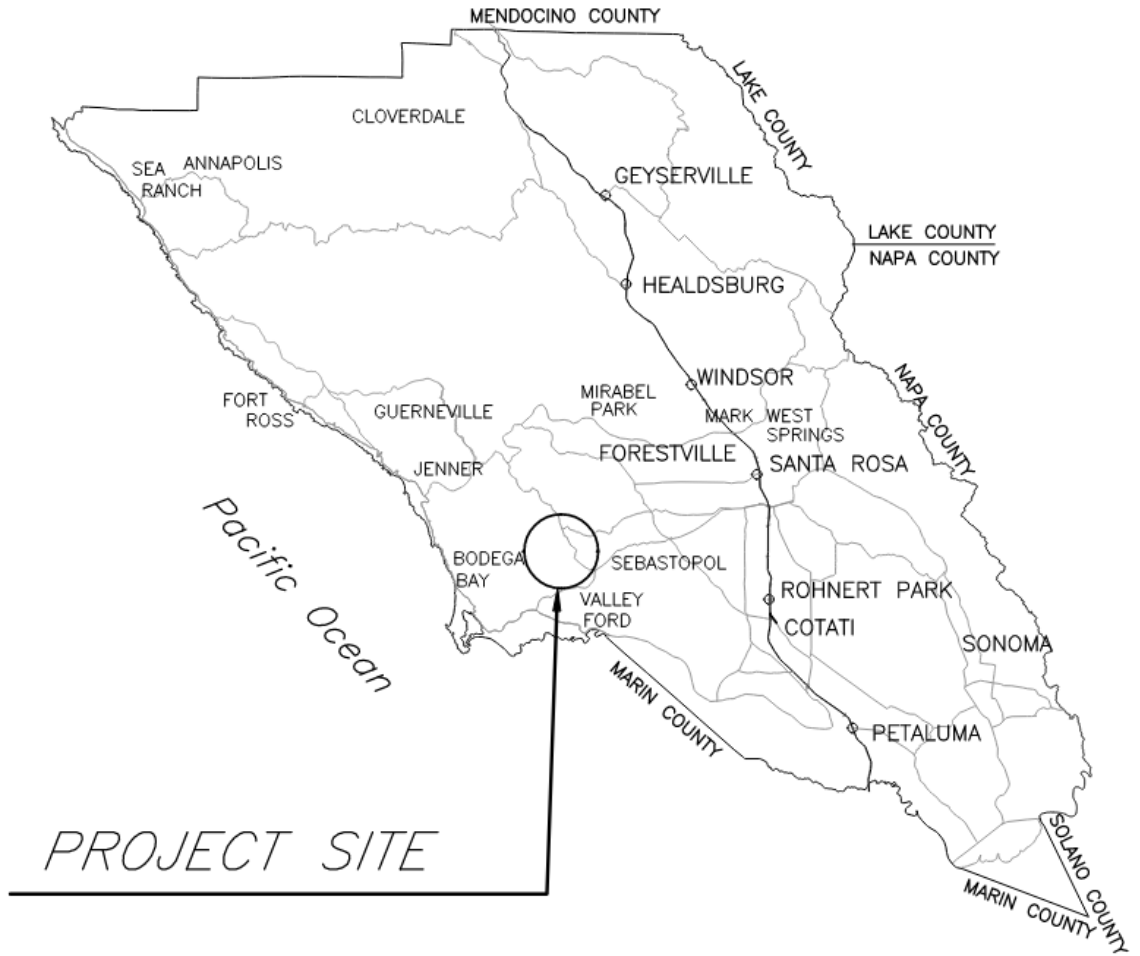 MENDOCINO COUNTY
LAKE COUNTY
CLOVERDALE
SEA
RANCH
ANNAPOLIS
GEYSERVILLE
LAKE COUNTY
NAPA COUNTY
HEALDSBURG
WINDSOR
NAPA COUNTY
MIRABEL
PARK
FORT
ROSS
GUERNEVILLE
MARK WEST
SPRINGS
FORESTVILLE
SANTA ROSA
JENNER
Pacific Ocean
BODEGA
BAY
SEBASTOPOL
VALLEY
FORD
ROHNERT PARK
COTATI
SONOMA
MARIN COUNTY
PETALUMA
PROJECT SITE
SOLANO COUNTY
MARIN COUNTY